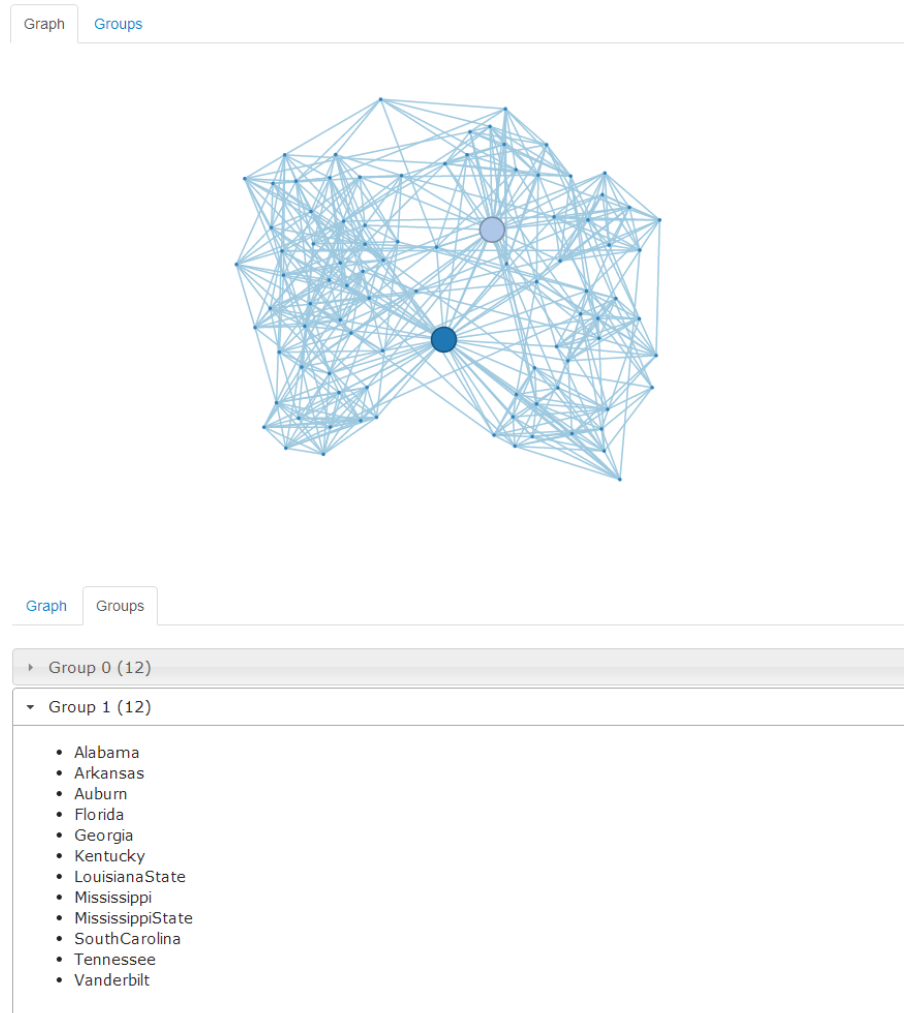 Graph Groups
Graph Groups
Group 0 (12)
Group 1 (12)
Alabama
Arkansas
Auburn
Florida
Georgia
Kentucky
LouisianaState
Mississippi
MississippiState
SouthCarolina
Tennessee
Vanderbilt